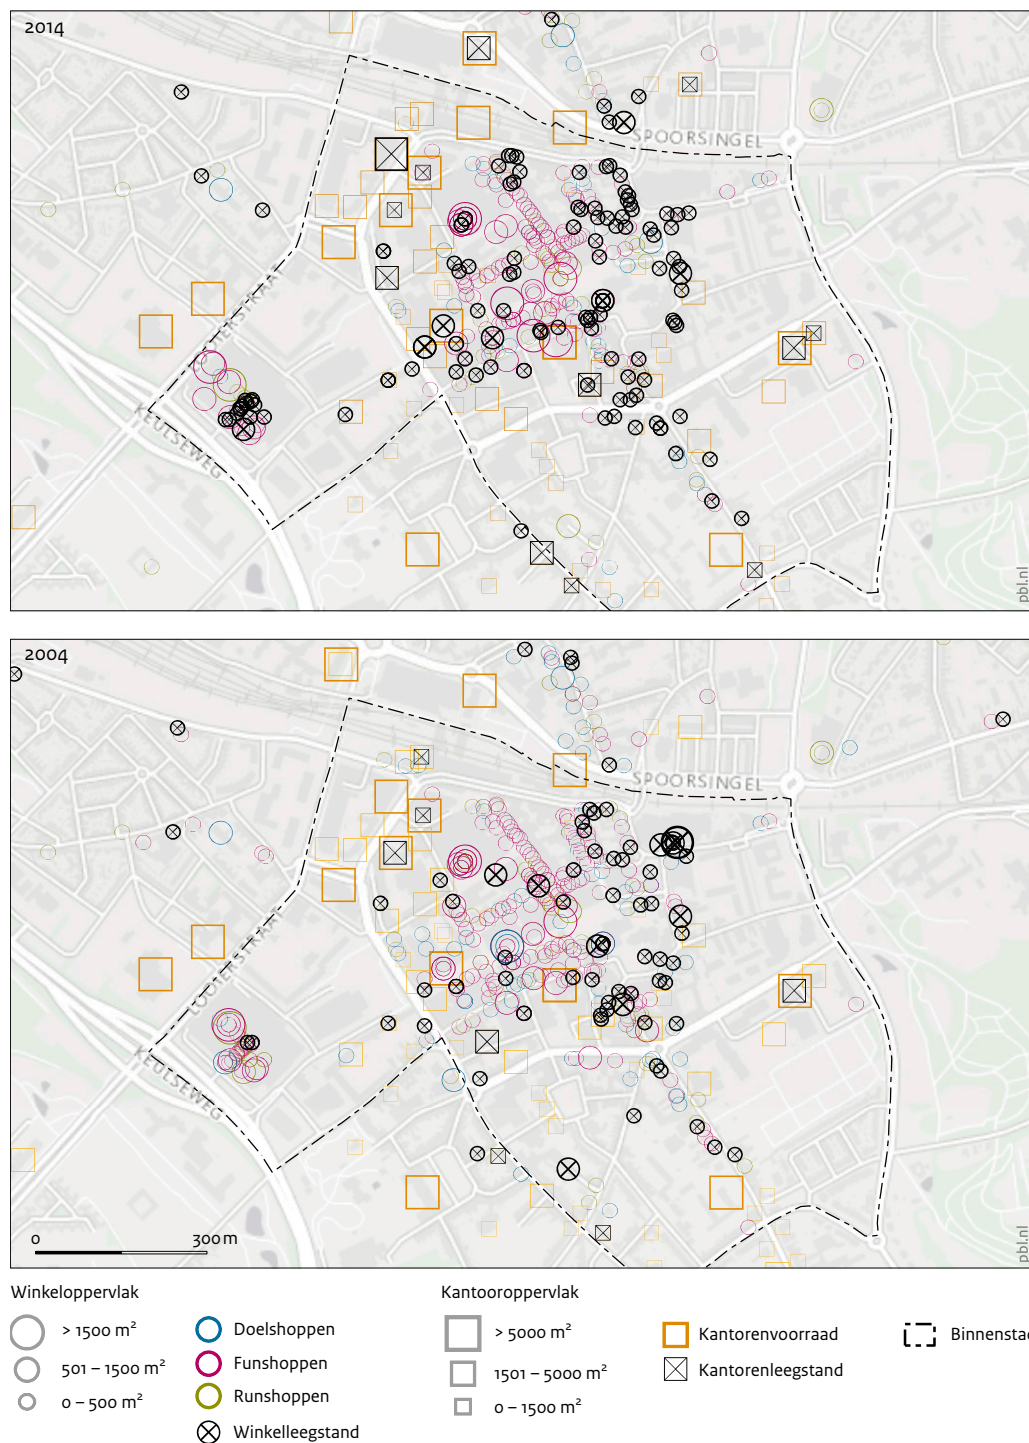 2014
SPOORSINGEL
KEULSEWEG
pbl.nl
2004
SPOORSINGEL
KEULSEWEG
0 300 m
pbl.nl
Winkeloppervlak
> 1500 m²
501 – 1500 m²
0 – 500 m²
Doelshoppen
Funshoppen
Runshoppen
Winkelleegstand
Kantooroppervlak
> 5000 m²
1501 – 5000 m²
0 – 1500 m²
Kantorenvoorraad
Kantorenleegstand
Binnensta